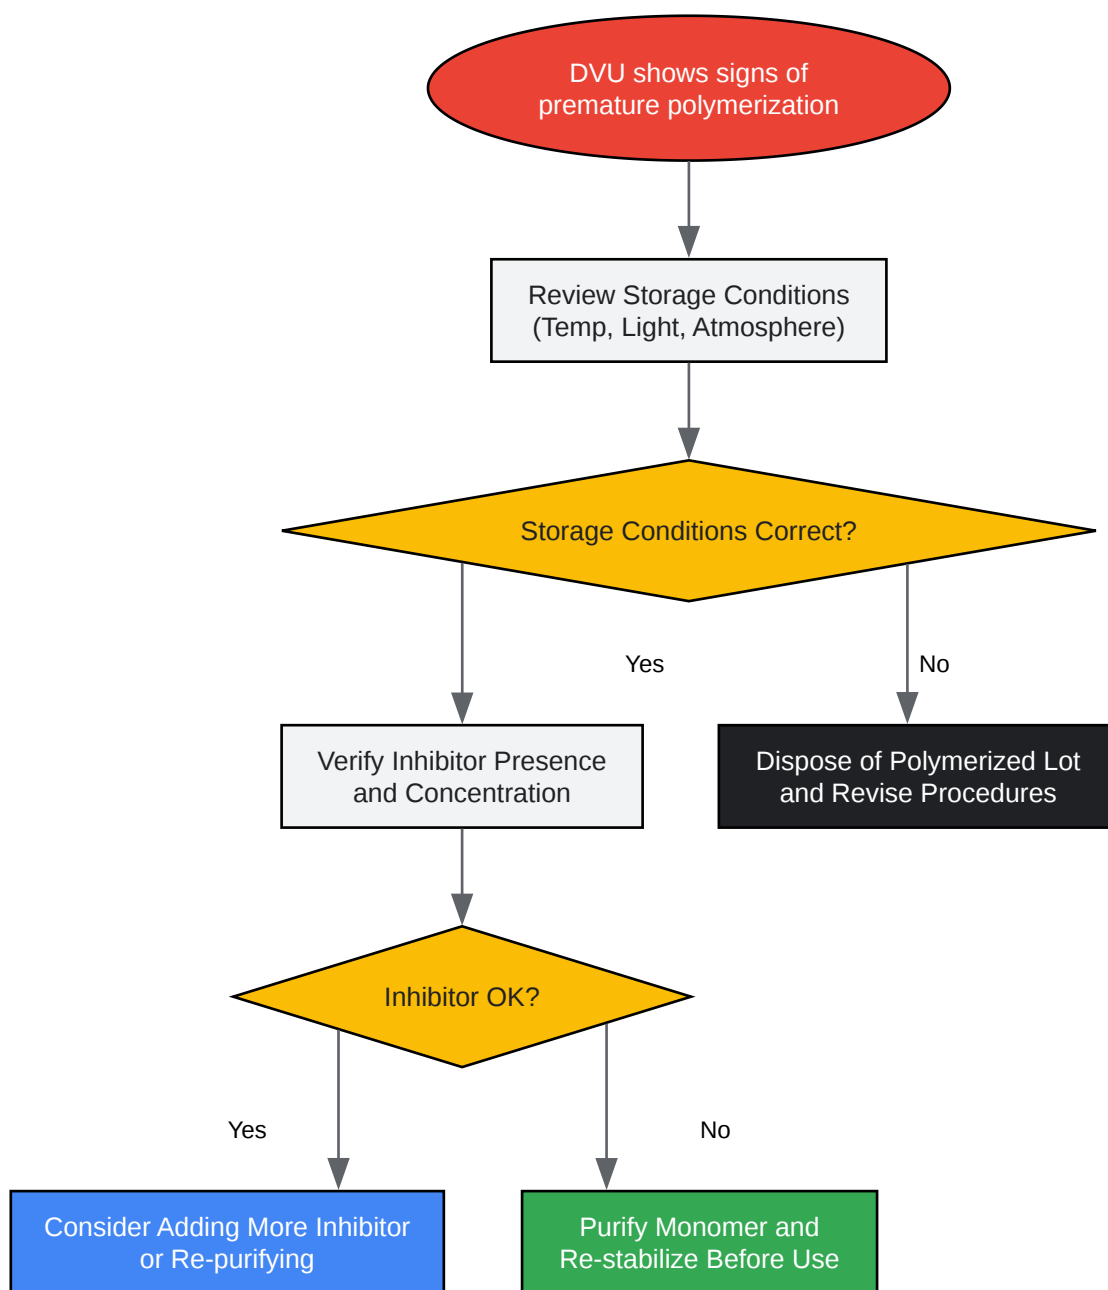 DVU shows signs of
premature polymerization
Review Storage Conditions
(Temp, Light, Atmosphere)
Storage Conditions Correct?
Yes
No
Verify Inhibitor Presence
and Concentration
Dispose of Polymerized Lot
and Revise Procedures
Inhibitor OK?
Yes
No
Consider Adding More Inhibitor
or Re-purifying
Purify Monomer and
Re-stabilize Before Use